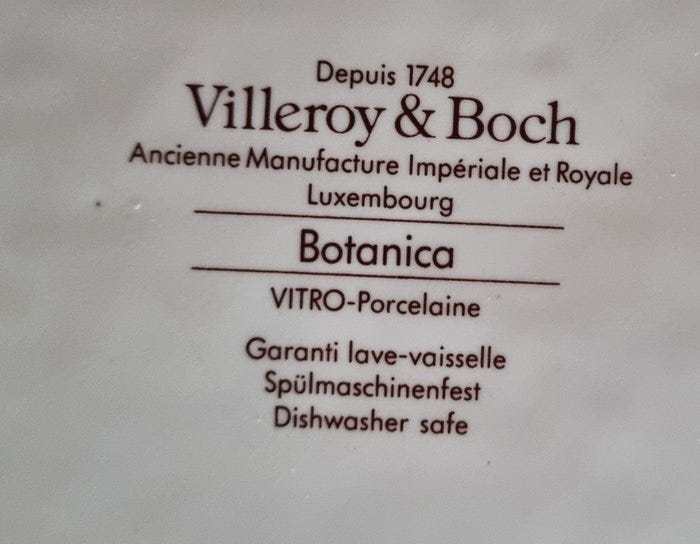 Depuis 1748
Villeroy & Boch
Ancienne Manufacture Impériale et Royale
Luxembourg
Botanica
VITRO-Porcelaine
Garanti lave-vaisselle
Spülmaschinenfest
Dishwasher safe